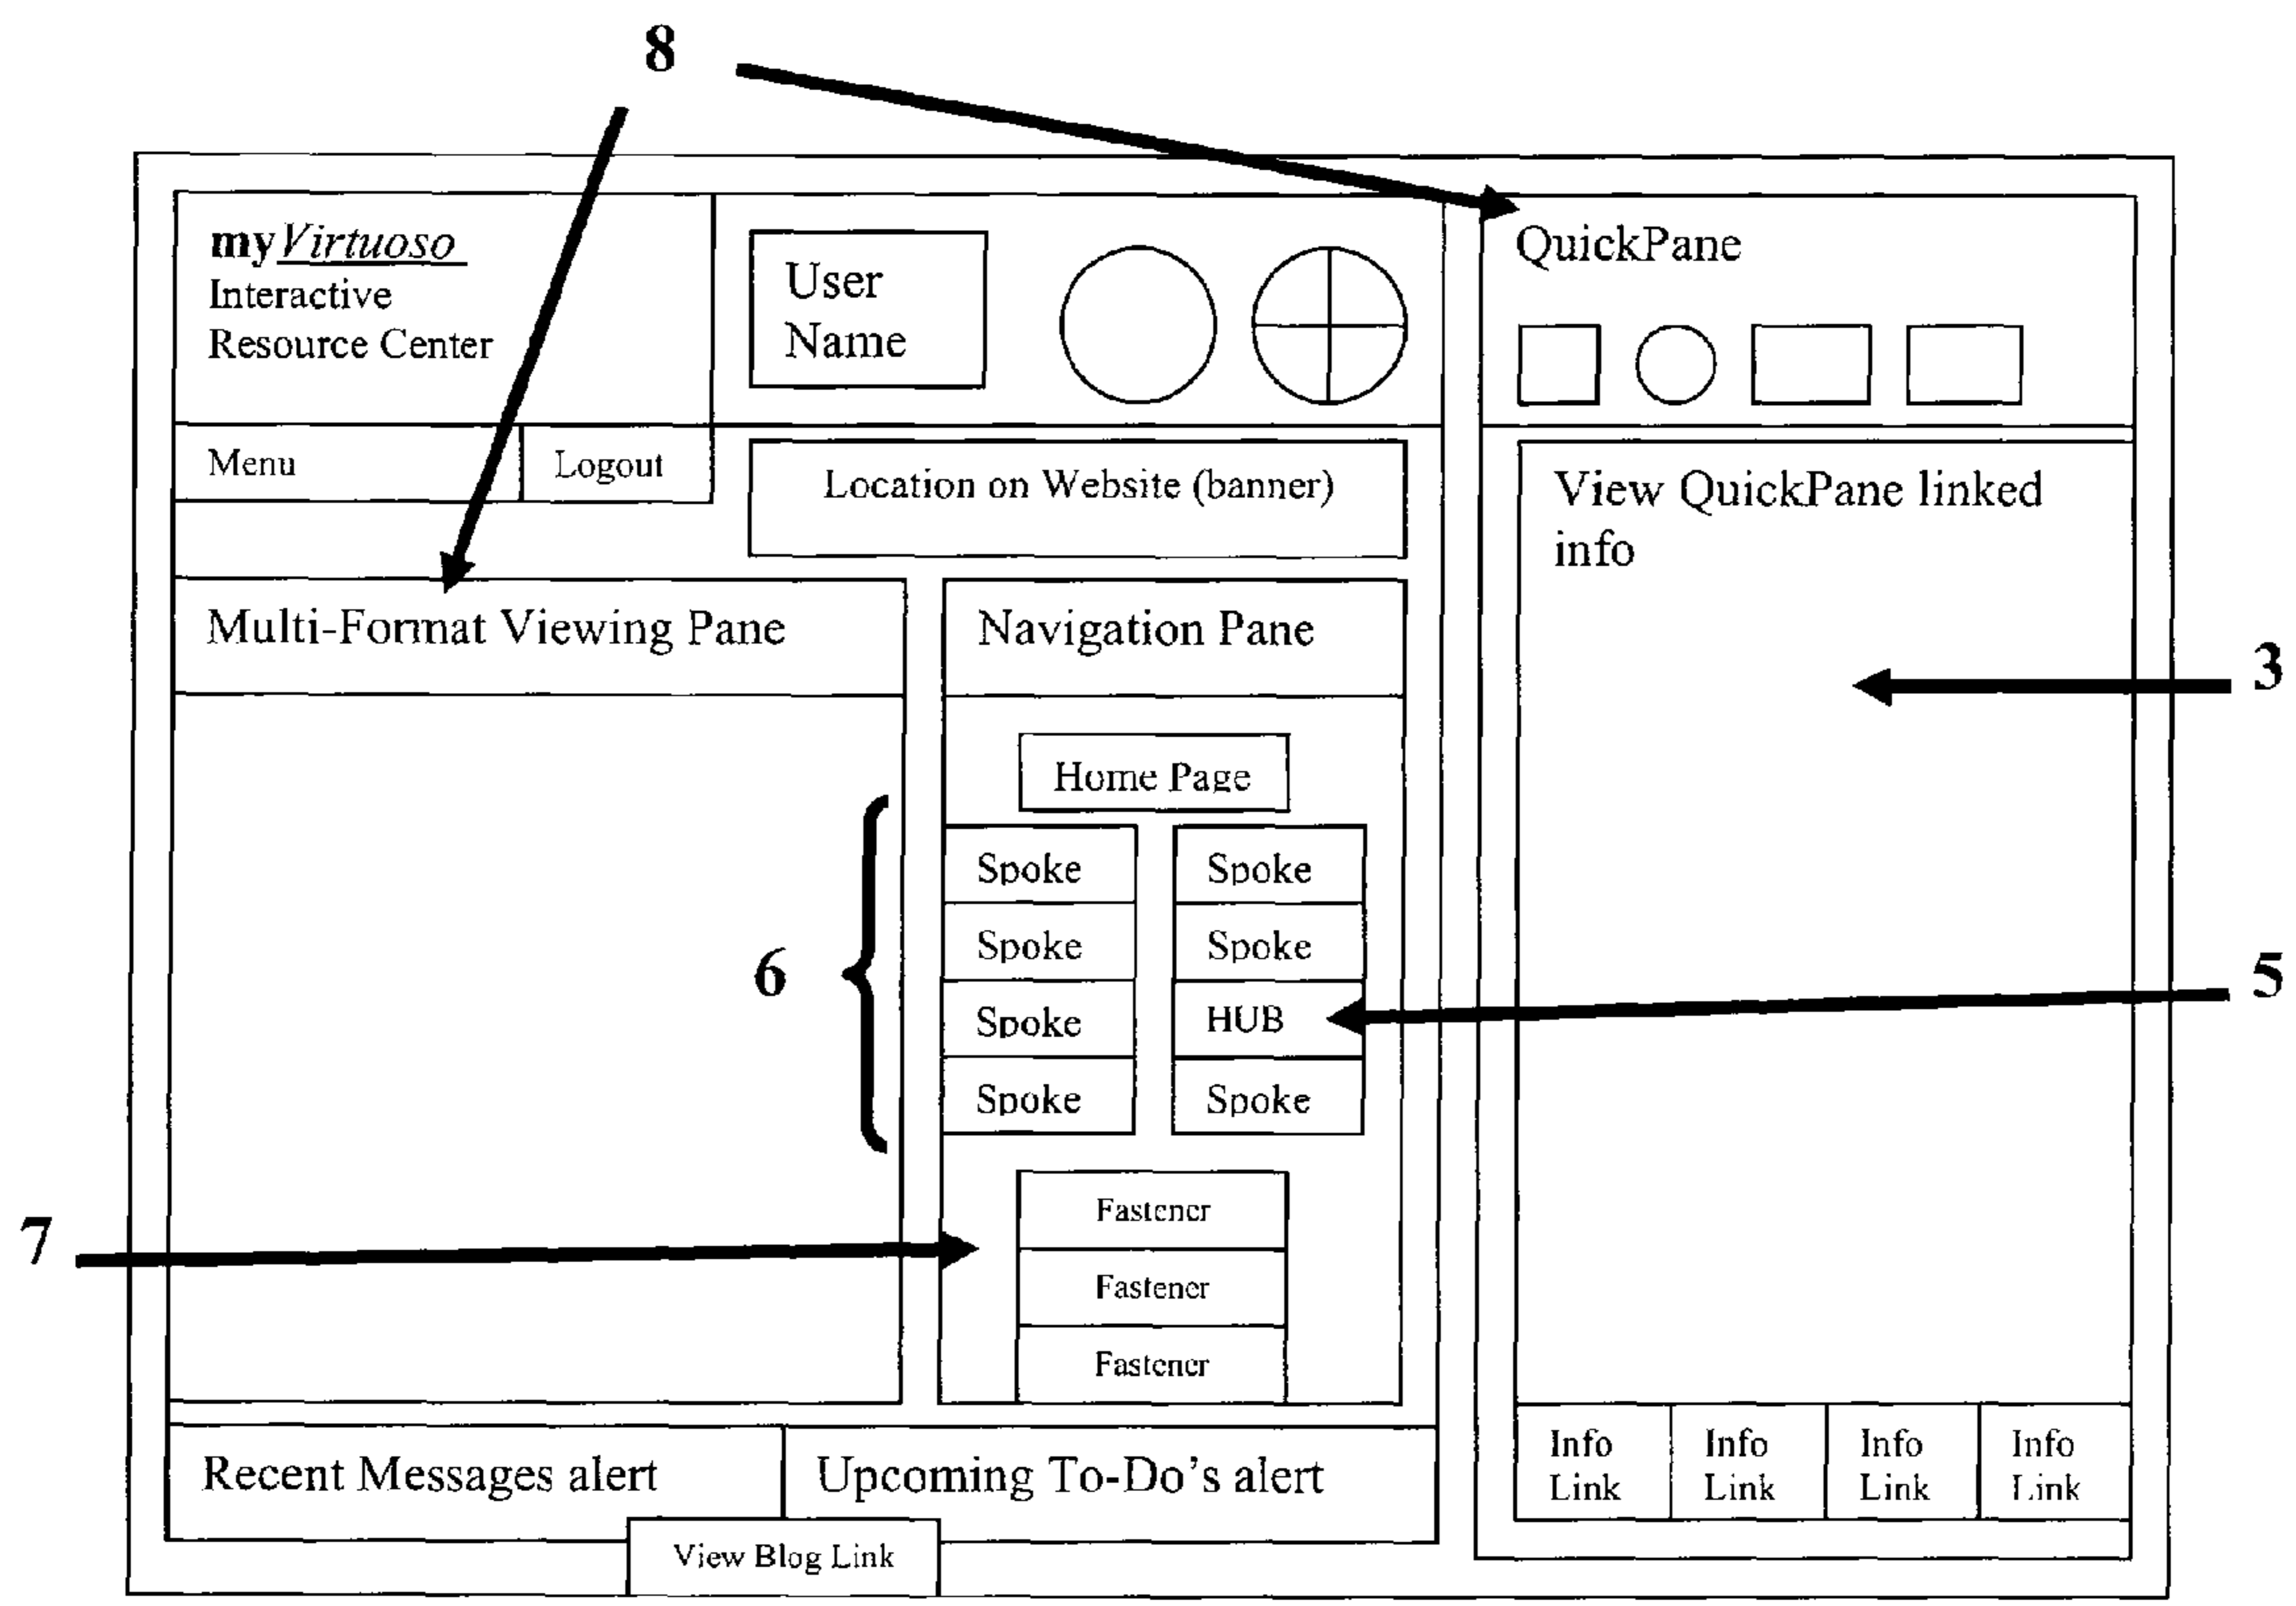 8
myVirtuoso
Interactive
Resource Center
User
Name
QuickPane
Menu
Logout
Location on Website (banner)
View QuickPane linked
info
Multi-Format Viewing Pane
Navigation Pane
3
Home Page
Spoke
Spoke
Spoke
Spoke
6
5
Spoke
HUB
Spoke
Spoke
7
Fastener
Fastener
Fastener
Recent Messages alert
Upcoming To-Do's alert
Info
Link
Info
Link
Info
Link
Info
Link
View Blog Link